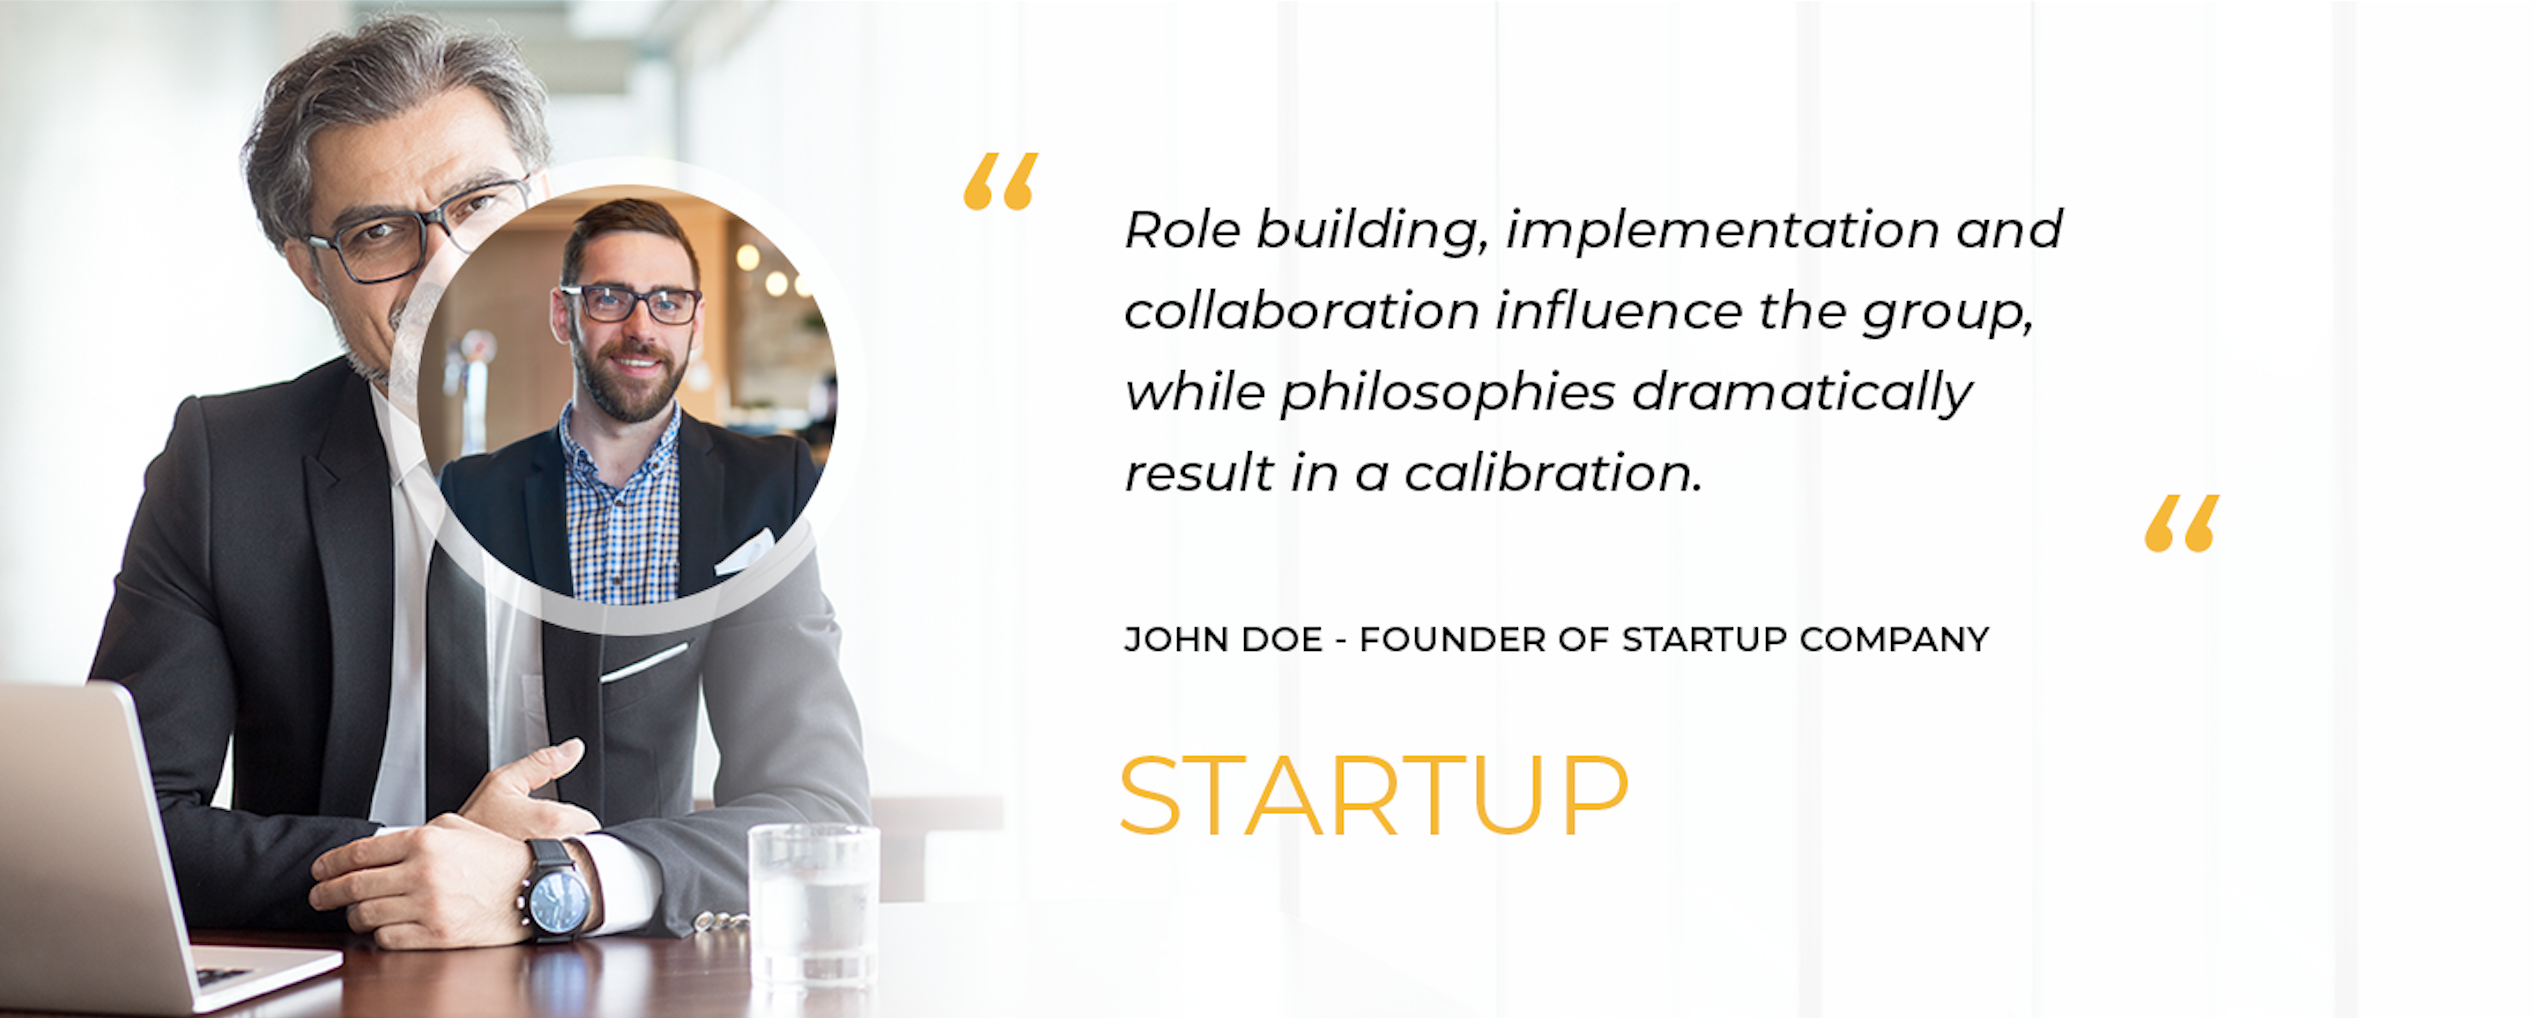 “
Role building, implementation and
collaboration influence the group,
while philosophies dramatically
result in a calibration.
“
JOHN DOE - FOUNDER OF STARTUP COMPANY
STARTUP